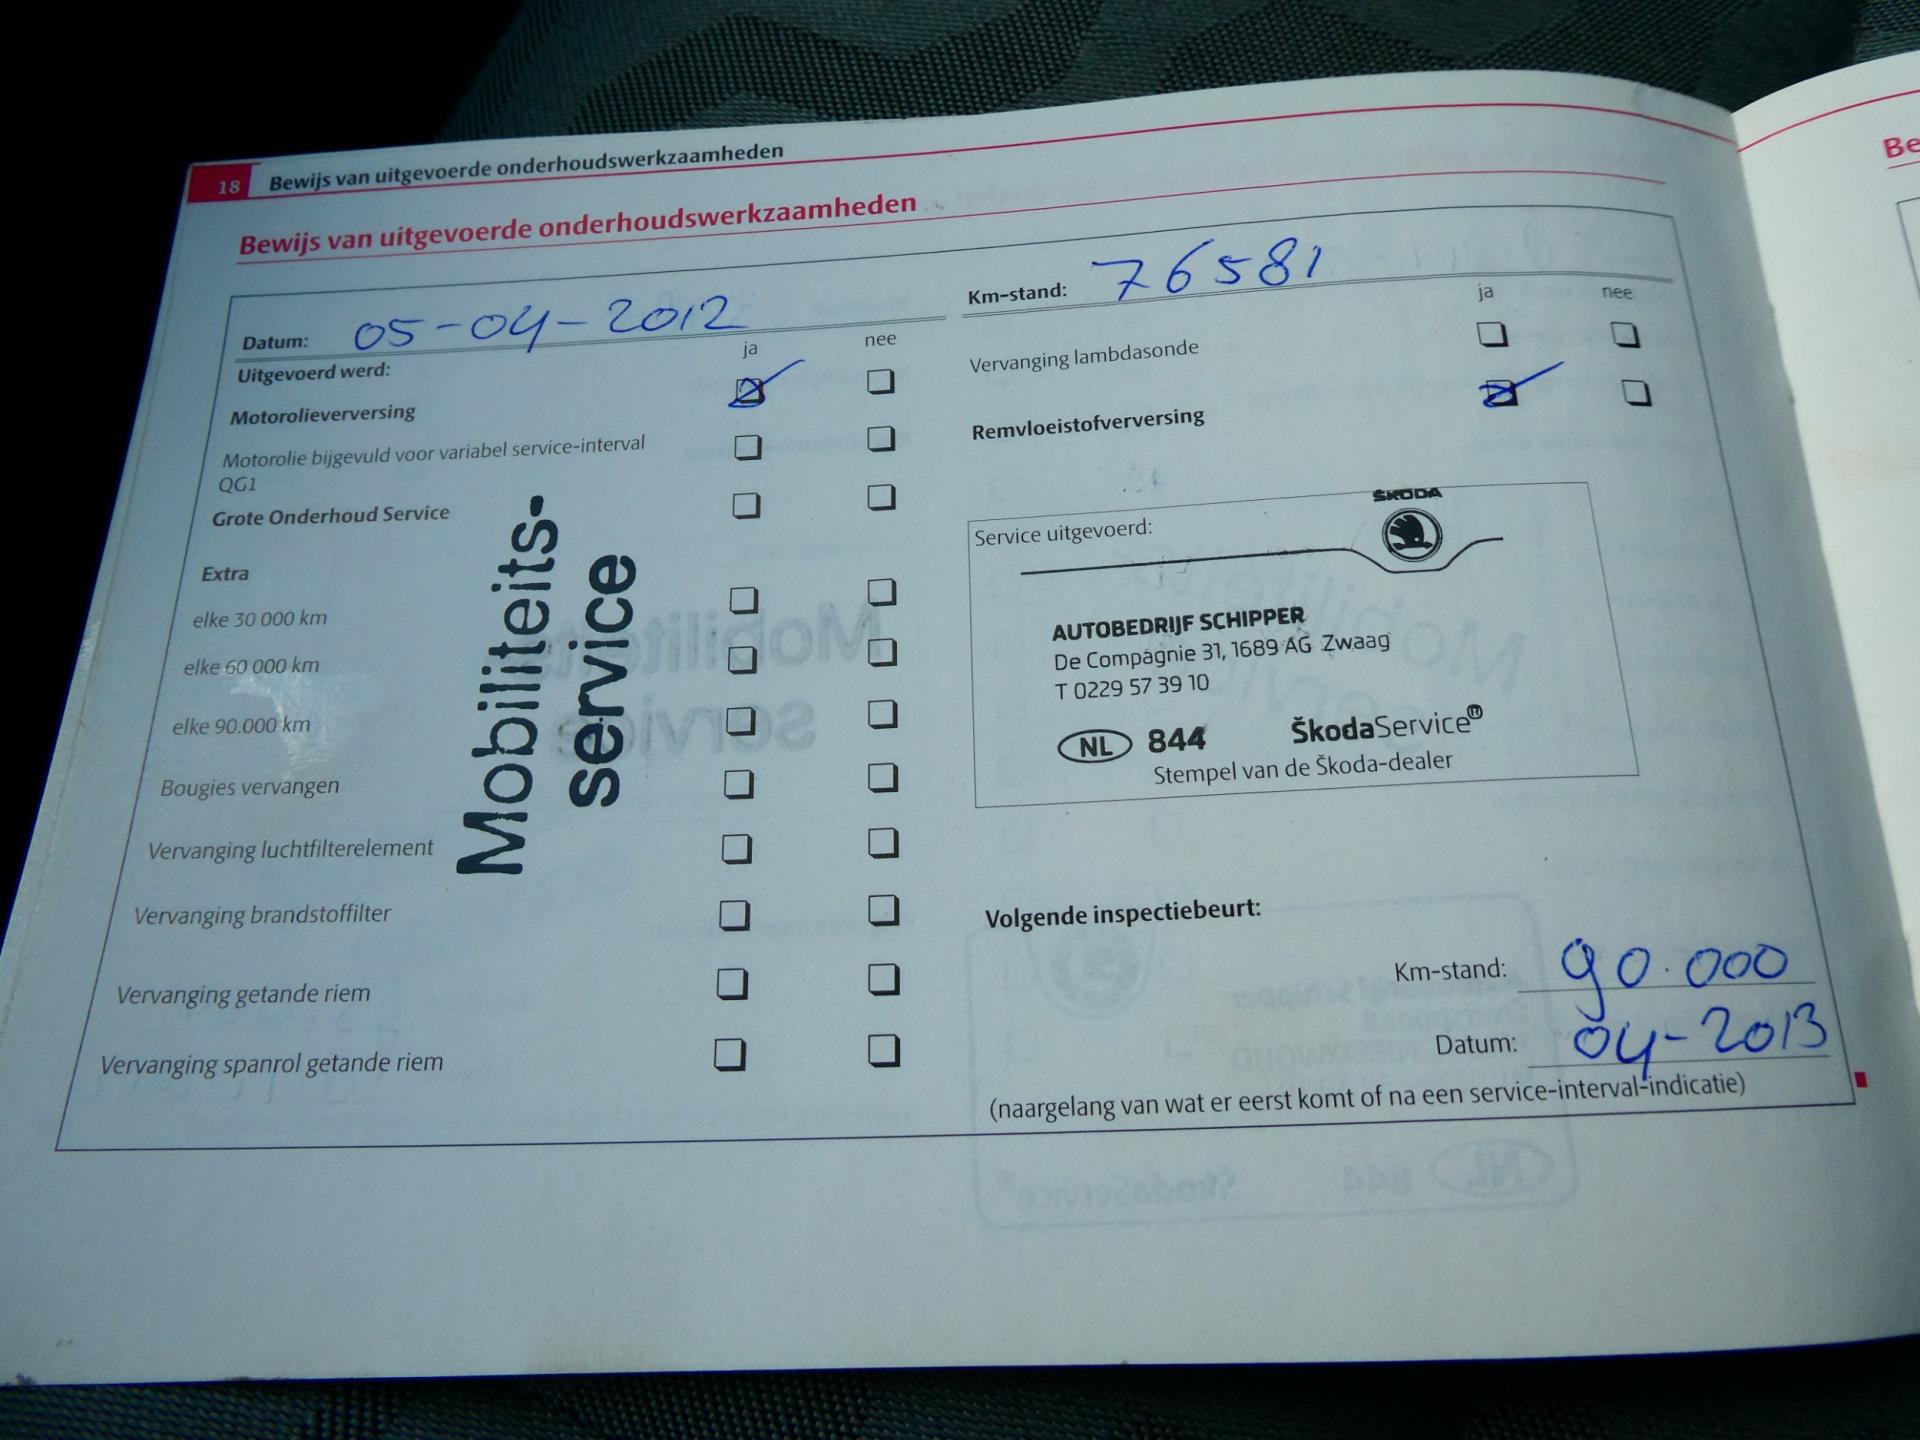 18 Bewijs van uitgevoerde onderhoudswerkzaamheden
Bewijs van uitgevoerde onderhoudswerkzaamheden
Datum: 05-04-2012
Uitgevoerd werd:
ja nee
Motorolieverversing
Motorolie bijgevuld voor variabel service-interval
QG1
Grote Onderhoud Service
Extra
elke 30 000 km
elke 60 000 km
elke 90.000 km
Bougies vervangen
Vervanging luchtfilterelement
Vervanging brandstoffilter
Vervanging getande riem
Vervanging spanrol getande riem
Mobiliteits-
service
Km-stand: 76581
ja nee
Vervanging lambdasonde
Remvloeistofverversing
Service uitgevoerd:
ŠKODA
AUTOBEDRIJF SCHIPPER
De Compagnie 31, 1689 AG Zwaag
T 0229 57 39 10
NL 844 ŠkodaService®
Stempel van de Škoda-dealer
Volgende inspectiebeurt:
Km-stand: 90.000
Datum: 04-2013
(naargelang van wat er eerst komt of na een service-interval-indicatie)
Be